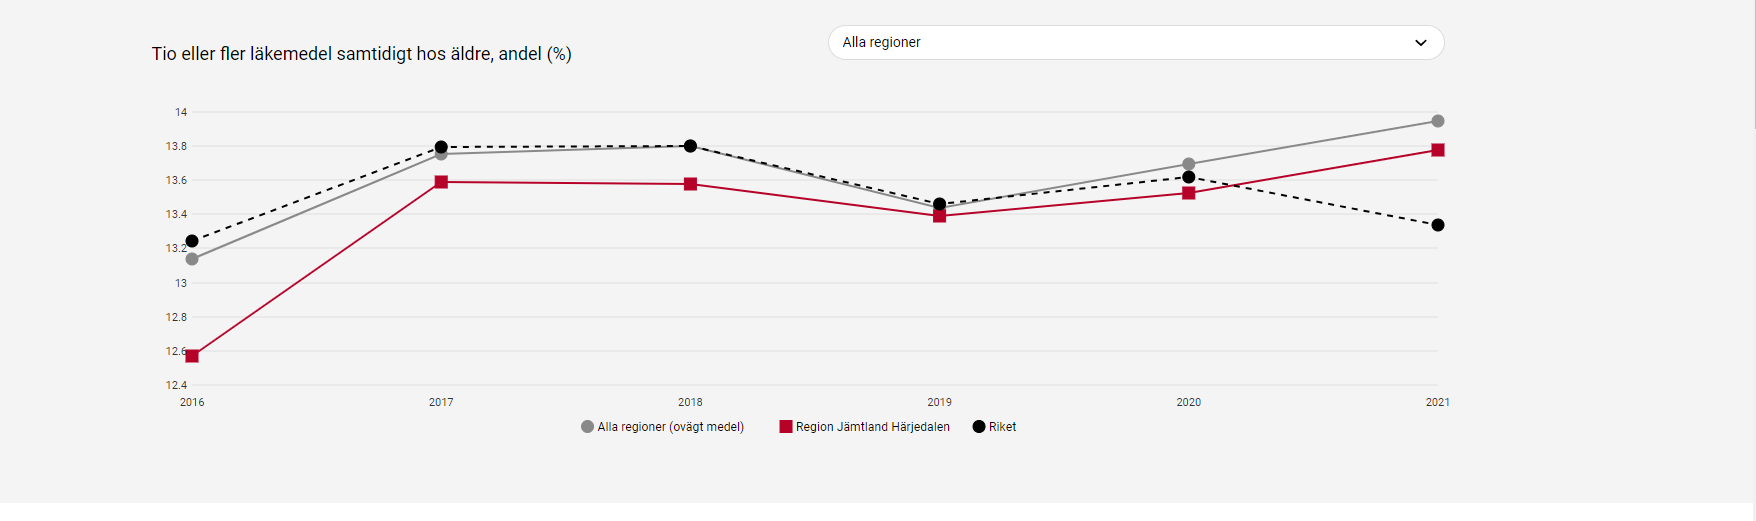 Tio eller fler läkemedel samtidigt hos äldre, andel (%)
Alla regioner
14
13.8
13.6
13.4
13.2
13
12.8
12.6
12.4
2016 2017 2018 2019 2020 2021
Alla regioner (ovägt medel) Region Jämtland Härjedalen Riket